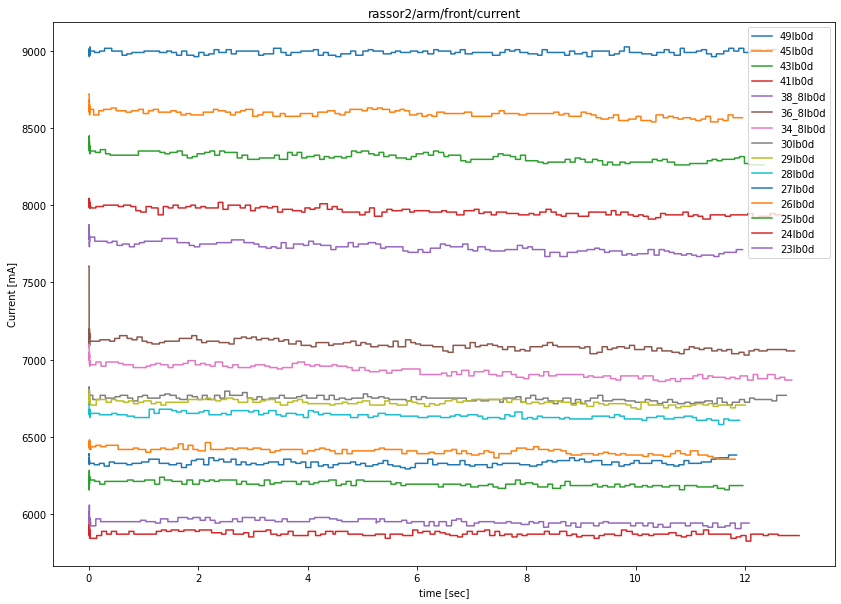 rassor2/arm/front/current
49lb0d
45lb0d
43lb0d
41lb0d
38_8lb0d
36_8lb0d
34_8lb0d
30lb0d
29lb0d
28lb0d
27lb0d
26lb0d
25lb0d
24lb0d
23lb0d
9000
8500
8000
7500
7000
6500
6000
Current [mA]
0
2
4
6
8
10
12
time [sec]